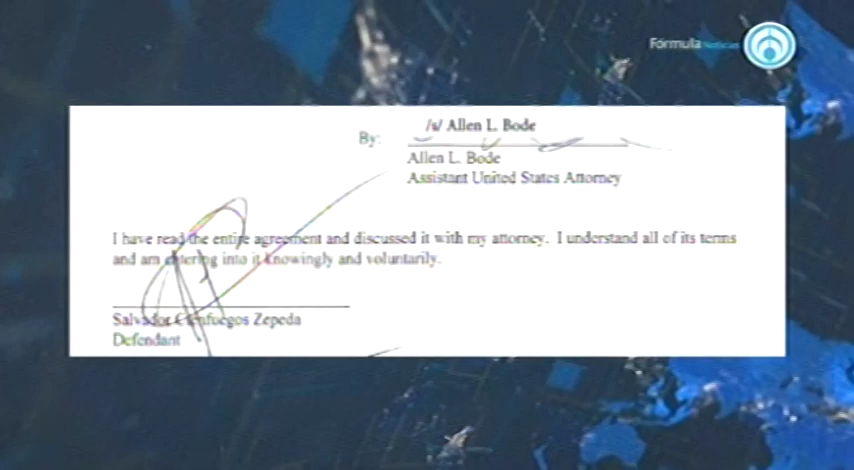 Fórmula Noticias
/s/ Allen L. Bode
By:
Allen L. Bode
Assistant United States Attorney
I have read the entire agreement and discussed it with my attorney. I understand all of its terms
and am entering into it knowingly and voluntarily.
Salvador Cienfuegos Zepeda
Defendant